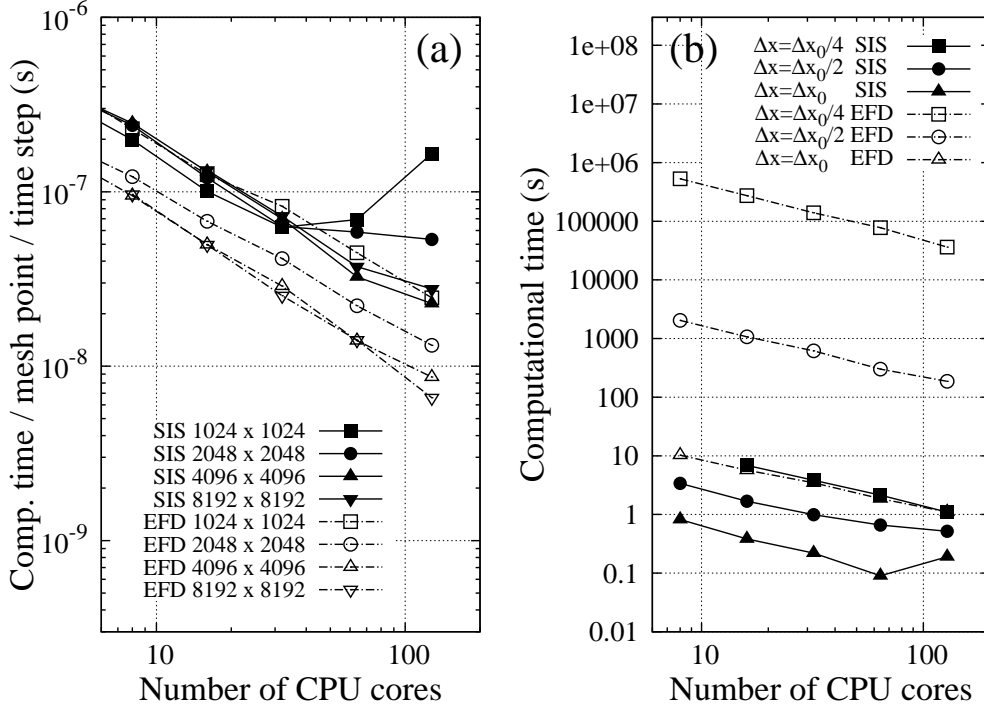 (a)
10^-6
10^-7
10^-8
10^-9
Comp. time / mesh point / time step (s)
SIS 1024 x 1024
SIS 2048 x 2048
SIS 4096 x 4096
SIS 8192 x 8192
EFD 1024 x 1024
EFD 2048 x 2048
EFD 4096 x 4096
EFD 8192 x 8192
10 100
Number of CPU cores
(b)
Δx=Δx₀/4 SIS
Δx=Δx₀/2 SIS
Δx=Δx₀ SIS
Δx=Δx₀/4 EFD
Δx=Δx₀/2 EFD
Δx=Δx₀ EFD
1e+08
1e+07
1e+06
100000
10000
1000
100
10
1
0.1
0.01
Computational time (s)
10 100
Number of CPU cores